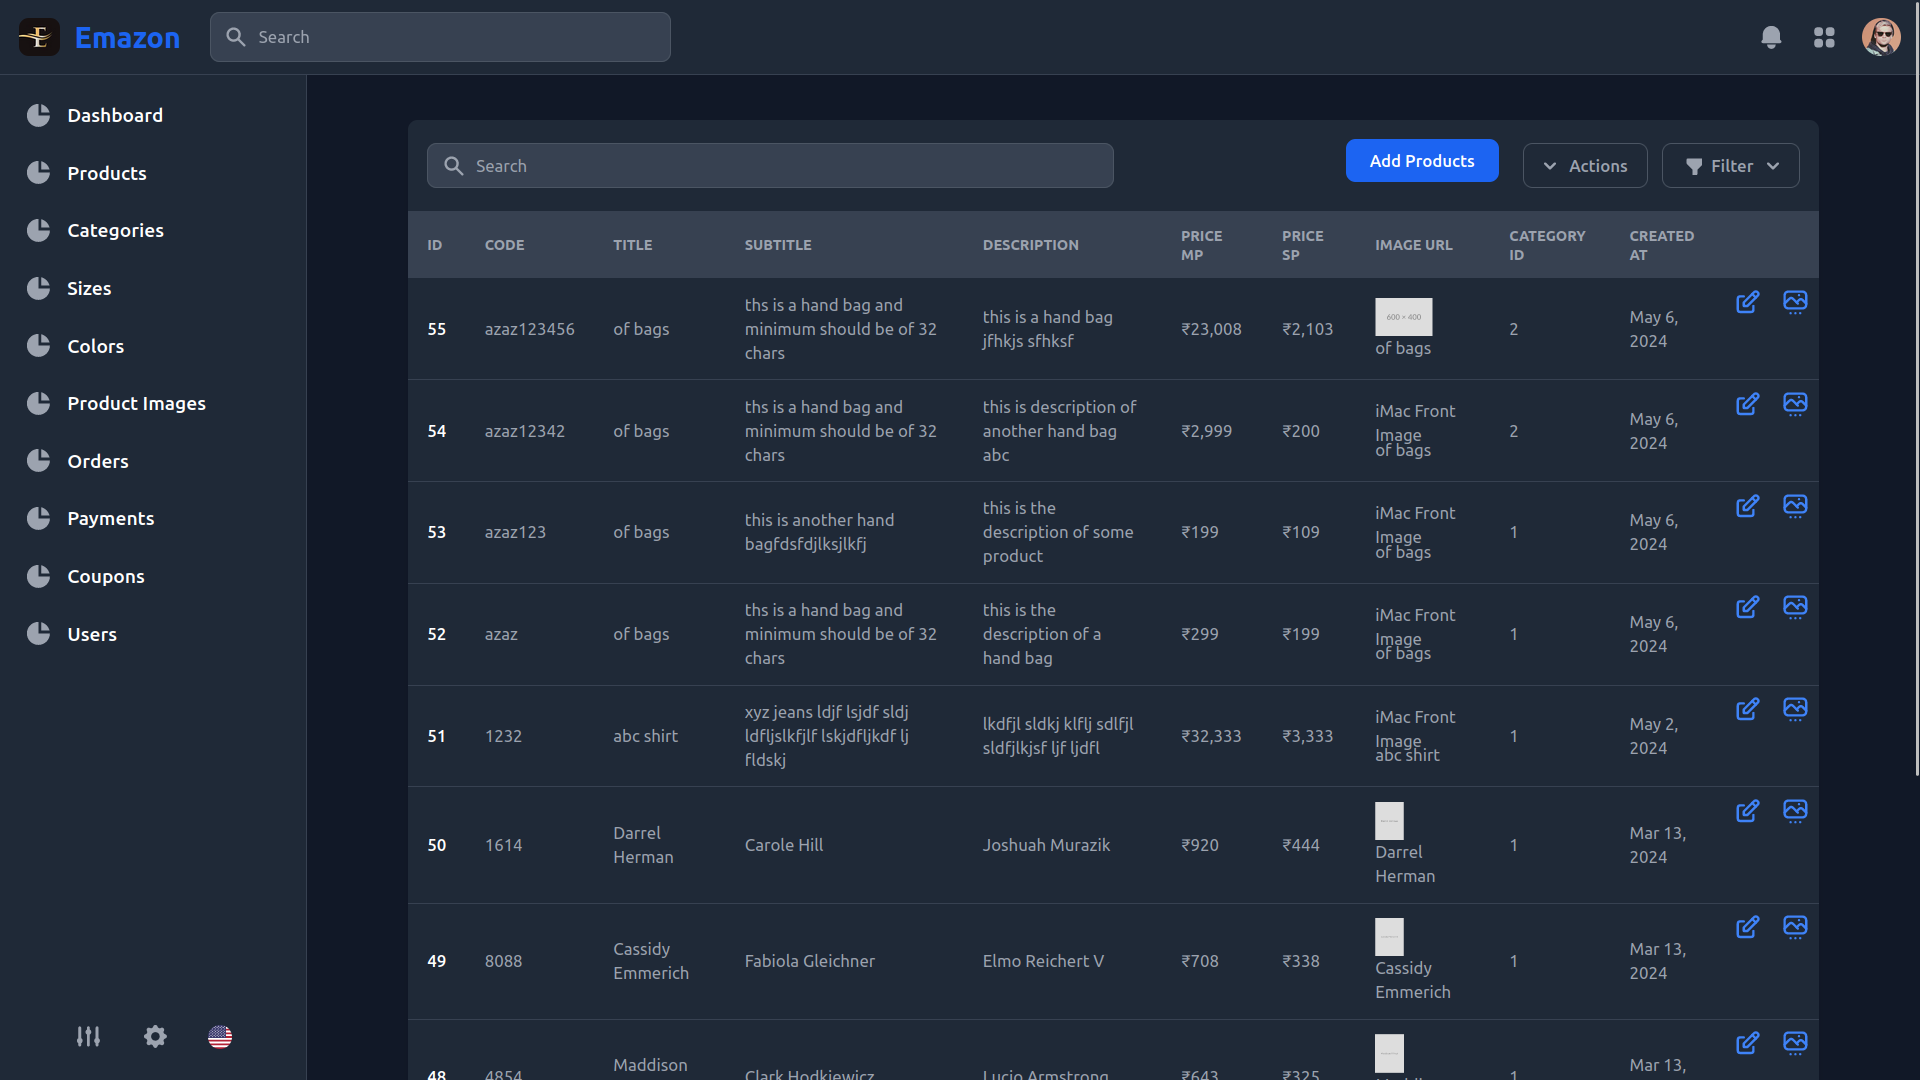 Emazon
Search
Dashboard
Products
Categories
Sizes
Colors
Product Images
Orders
Payments
Coupons
Users
Search
Add Products
Actions
Filter
ID CODE TITLE SUBTITLE DESCRIPTION PRICE MP PRICE SP IMAGE URL CATEGORY ID CREATED AT
55 azaz123456 of bags
ths is a hand bag and
minimum should be of 32
chars
this is a hand bag
jfhkjs sfhksf
₹23,008 ₹2,103
600 × 400
of bags
2
May 6,
2024
54 azaz12342 of bags
ths is a hand bag and
minimum should be of 32
chars
this is description of
another hand bag
abc
₹2,999 ₹200
iMac Front
Image
of bags
2
May 6,
2024
53 azaz123 of bags
this is another hand
bagfdsfdjlksjlkfj
this is the
description of some
product
₹199 ₹109
iMac Front
Image
of bags
1
May 6,
2024
52 azaz of bags
ths is a hand bag and
minimum should be of 32
chars
this is the
description of a
hand bag
₹299 ₹199
iMac Front
Image
of bags
1
May 6,
2024
51 1232 abc shirt
xyz jeans ldjf lsjdf sldj
ldfljslkfjlf lskjdfljkdf lj
fldskj
lkdfjl sldkj klflj sdlfjl
sldfjlkjsf ljf ljdfl
₹32,333 ₹3,333
iMac Front
Image
abc shirt
1
May 2,
2024
50 1614
Darrel
Herman
Carole Hill Joshuah Murazik ₹920 ₹444
Darrel
Herman
1
Mar 13,
2024
49 8088
Cassidy
Emmerich
Fabiola Gleichner Elmo Reichert V ₹708 ₹338
Cassidy
Emmerich
1
Mar 13,
2024
48 4854
Maddison
Clark Hodkiewicz Lucio Armstrong ₹643 ₹325
1
Mar 13,